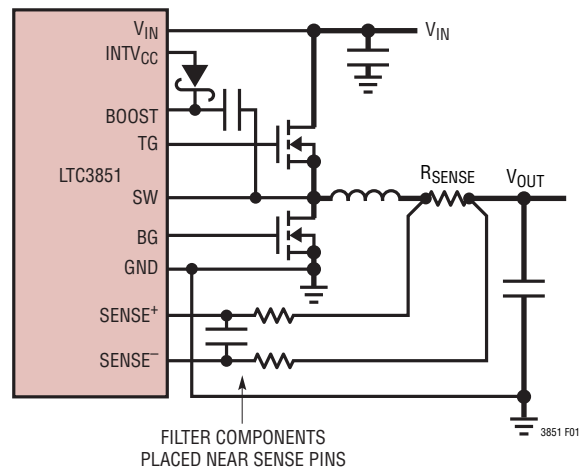 VIN
VIN
INTVCC
BOOST
TG
LTC3851
RSENSE
VOUT
SW
BG
GND
SENSE+
SENSE–
3851 F01
FILTER COMPONENTS
PLACED NEAR SENSE PINS